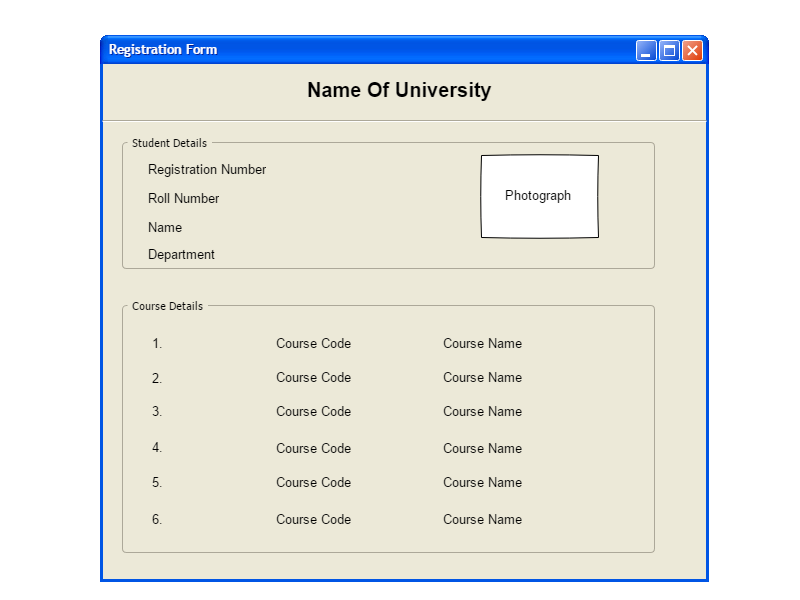 Registration Form
Name Of University
Student Details
Registration Number
Photograph
Roll Number
Name
Department
Course Details
1. Course Code Course Name
2. Course Code Course Name
3. Course Code Course Name
4. Course Code Course Name
5. Course Code Course Name
6. Course Code Course Name